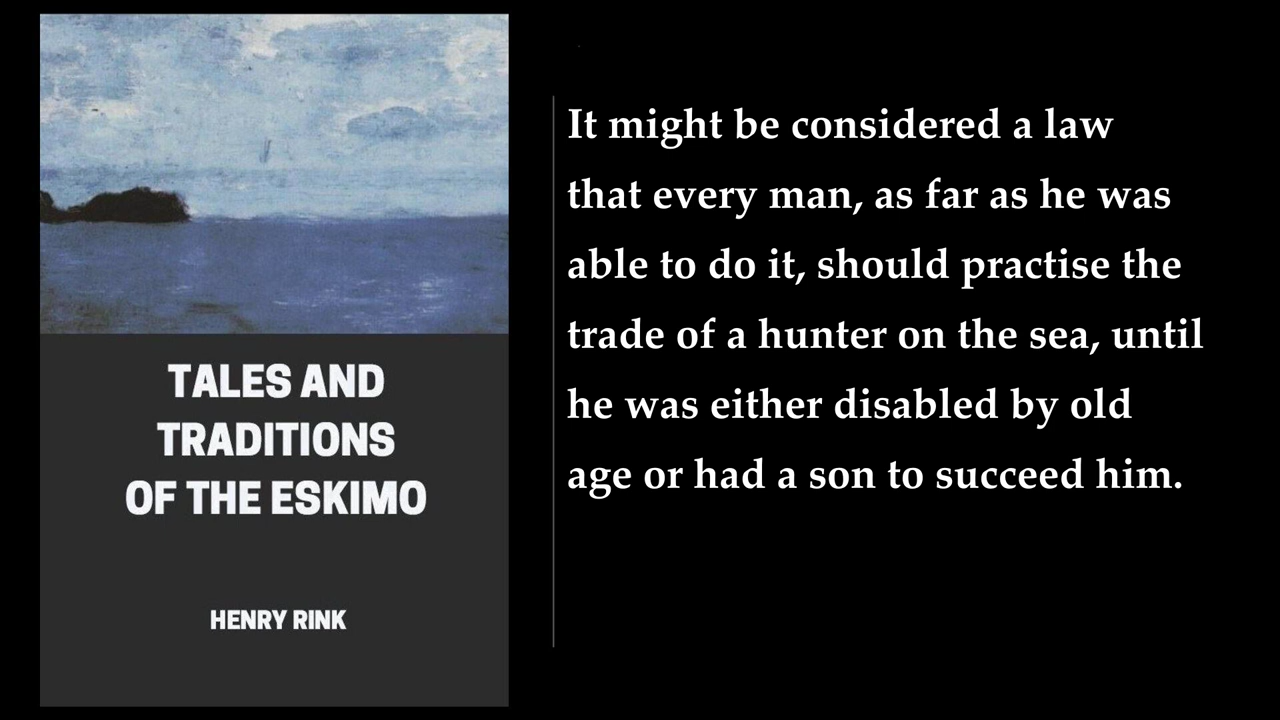 TALES AND
TRADITIONS
OF THE ESKIMO
HENRY RINK
It might be considered a law
that every man, as far as he was
able to do it, should practise the
trade of a hunter on the sea, until
he was either disabled by old
age or had a son to succeed him.